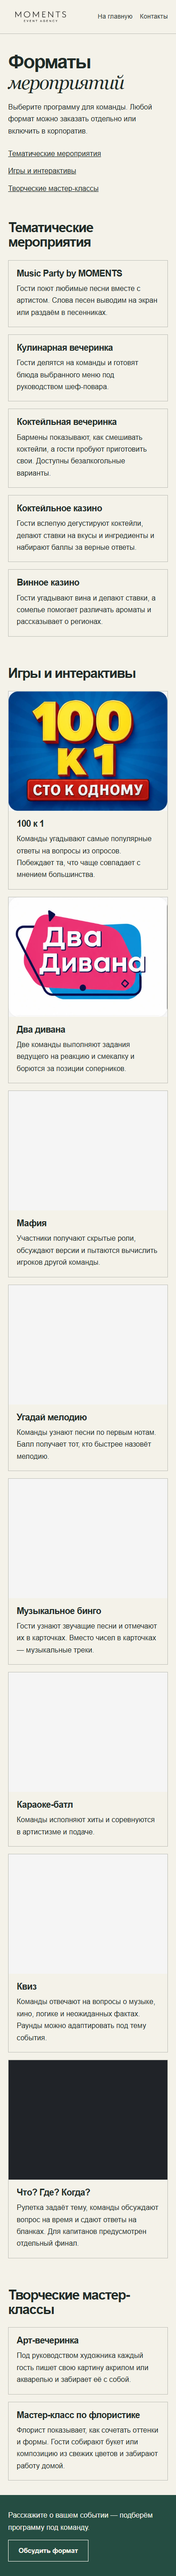 MOMENTS
EVENT AGENCY
На главную
Контакты
Форматы
мероприятий
Выберите программу для команды. Любой
формат можно заказать отдельно или
включить в корпоратив.
Тематические мероприятия
Игры и интерактивы
Творческие мастер-классы
Тематические
мероприятия
Music Party by MOMENTS
Гости поют любимые песни вместе с
артистом. Слова песен выводим на экран
или раздаём в песенниках.
Кулинарная вечеринка
Гости делятся на команды и готовят
блюда выбранного меню под
руководством шеф-повара.
Коктейльная вечеринка
Бармены показывают, как смешивать
коктейли, а гости пробуют приготовить
свои. Доступны безалкогольные
варианты.
Коктейльное казино
Гости вслепую дегустируют коктейли,
делают ставки на вкусы и ингредиенты и
набирают баллы за верные ответы.
Винное казино
Гости угадывают вина и делают ставки, а
сомелье помогает различать ароматы и
рассказывает о регионах.
Игры и интерактивы
100
К 1
СТО К ОДНОМУ
100 к 1
Команды угадывают самые популярные
ответы на вопросы из опросов.
Побеждает та, что чаще совпадает с
мнением большинства.
Два
Дивана
Два дивана
Две команды выполняют задания
ведущего на реакцию и смекалку и
борются за позиции соперников.
Мафия
Участники получают скрытые роли,
обсуждают версии и пытаются вычислить
игроков другой команды.
Угадай мелодию
Команды узнают песни по первым нотам.
Балл получает тот, кто быстрее назовёт
мелодию.
Музыкальное бинго
Гости узнают звучащие песни и отмечают
их в карточках. Вместо чисел в карточках
— музыкальные треки.
Караоке-батл
Команды исполняют хиты и соревнуются
в артистизме и подаче.
Квиз
Команды отвечают на вопросы о музыке,
кино, логике и неожиданных фактах.
Раунды можно адаптировать под тему
события.
Что? Где? Когда?
Рулетка задаёт тему, команды обсуждают
вопрос на время и сдают ответы на
бланках. Для капитанов предусмотрен
отдельный финал.
Творческие мастер-
классы
Арт-вечеринка
Под руководством художника каждый
гость пишет свою картину акрилом или
акварелью и забирает её с собой.
Мастер-класс по флористике
Флорист показывает, как сочетать оттенки
и формы. Гости собирают букет или
композицию из свежих цветов и забирают
работу домой.
Расскажите о вашем событии — подберём
программу под команду.
Обсудить формат